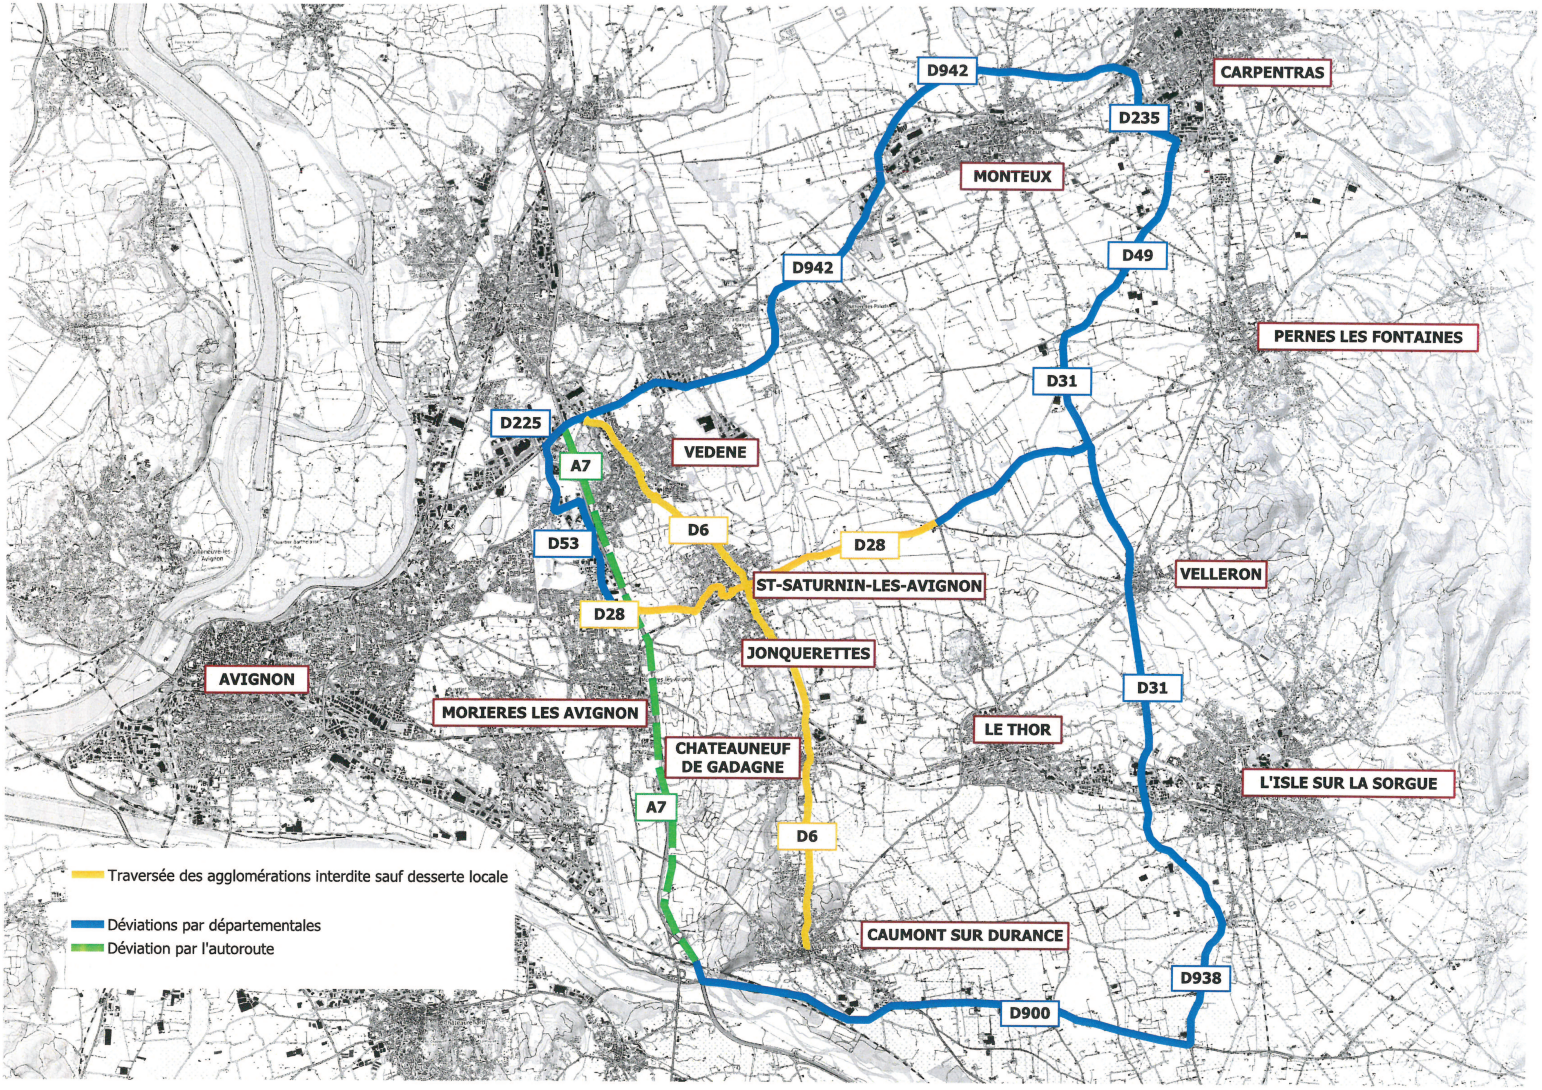 D942
CARPENTRAS
D235
MONTEUX
D49
D942
PERNES LES FONTAINES
D31
D225
VEDENE
A7
D6
D53
D28
VELLERON
ST-SATURNIN-LES-AVIGNON
D28
JONQUERETTES
AVIGNON
D31
MORIERES LES AVIGNON
LE THOR
CHATEAUNEUF
DE GADAGNE
L'ISLE SUR LA SORGUE
A7
D6
Traversée des agglomérations interdite sauf desserte locale
Déviations par départementales
Déviation par l'autoroute
CAUMONT SUR DURANCE
D938
D900